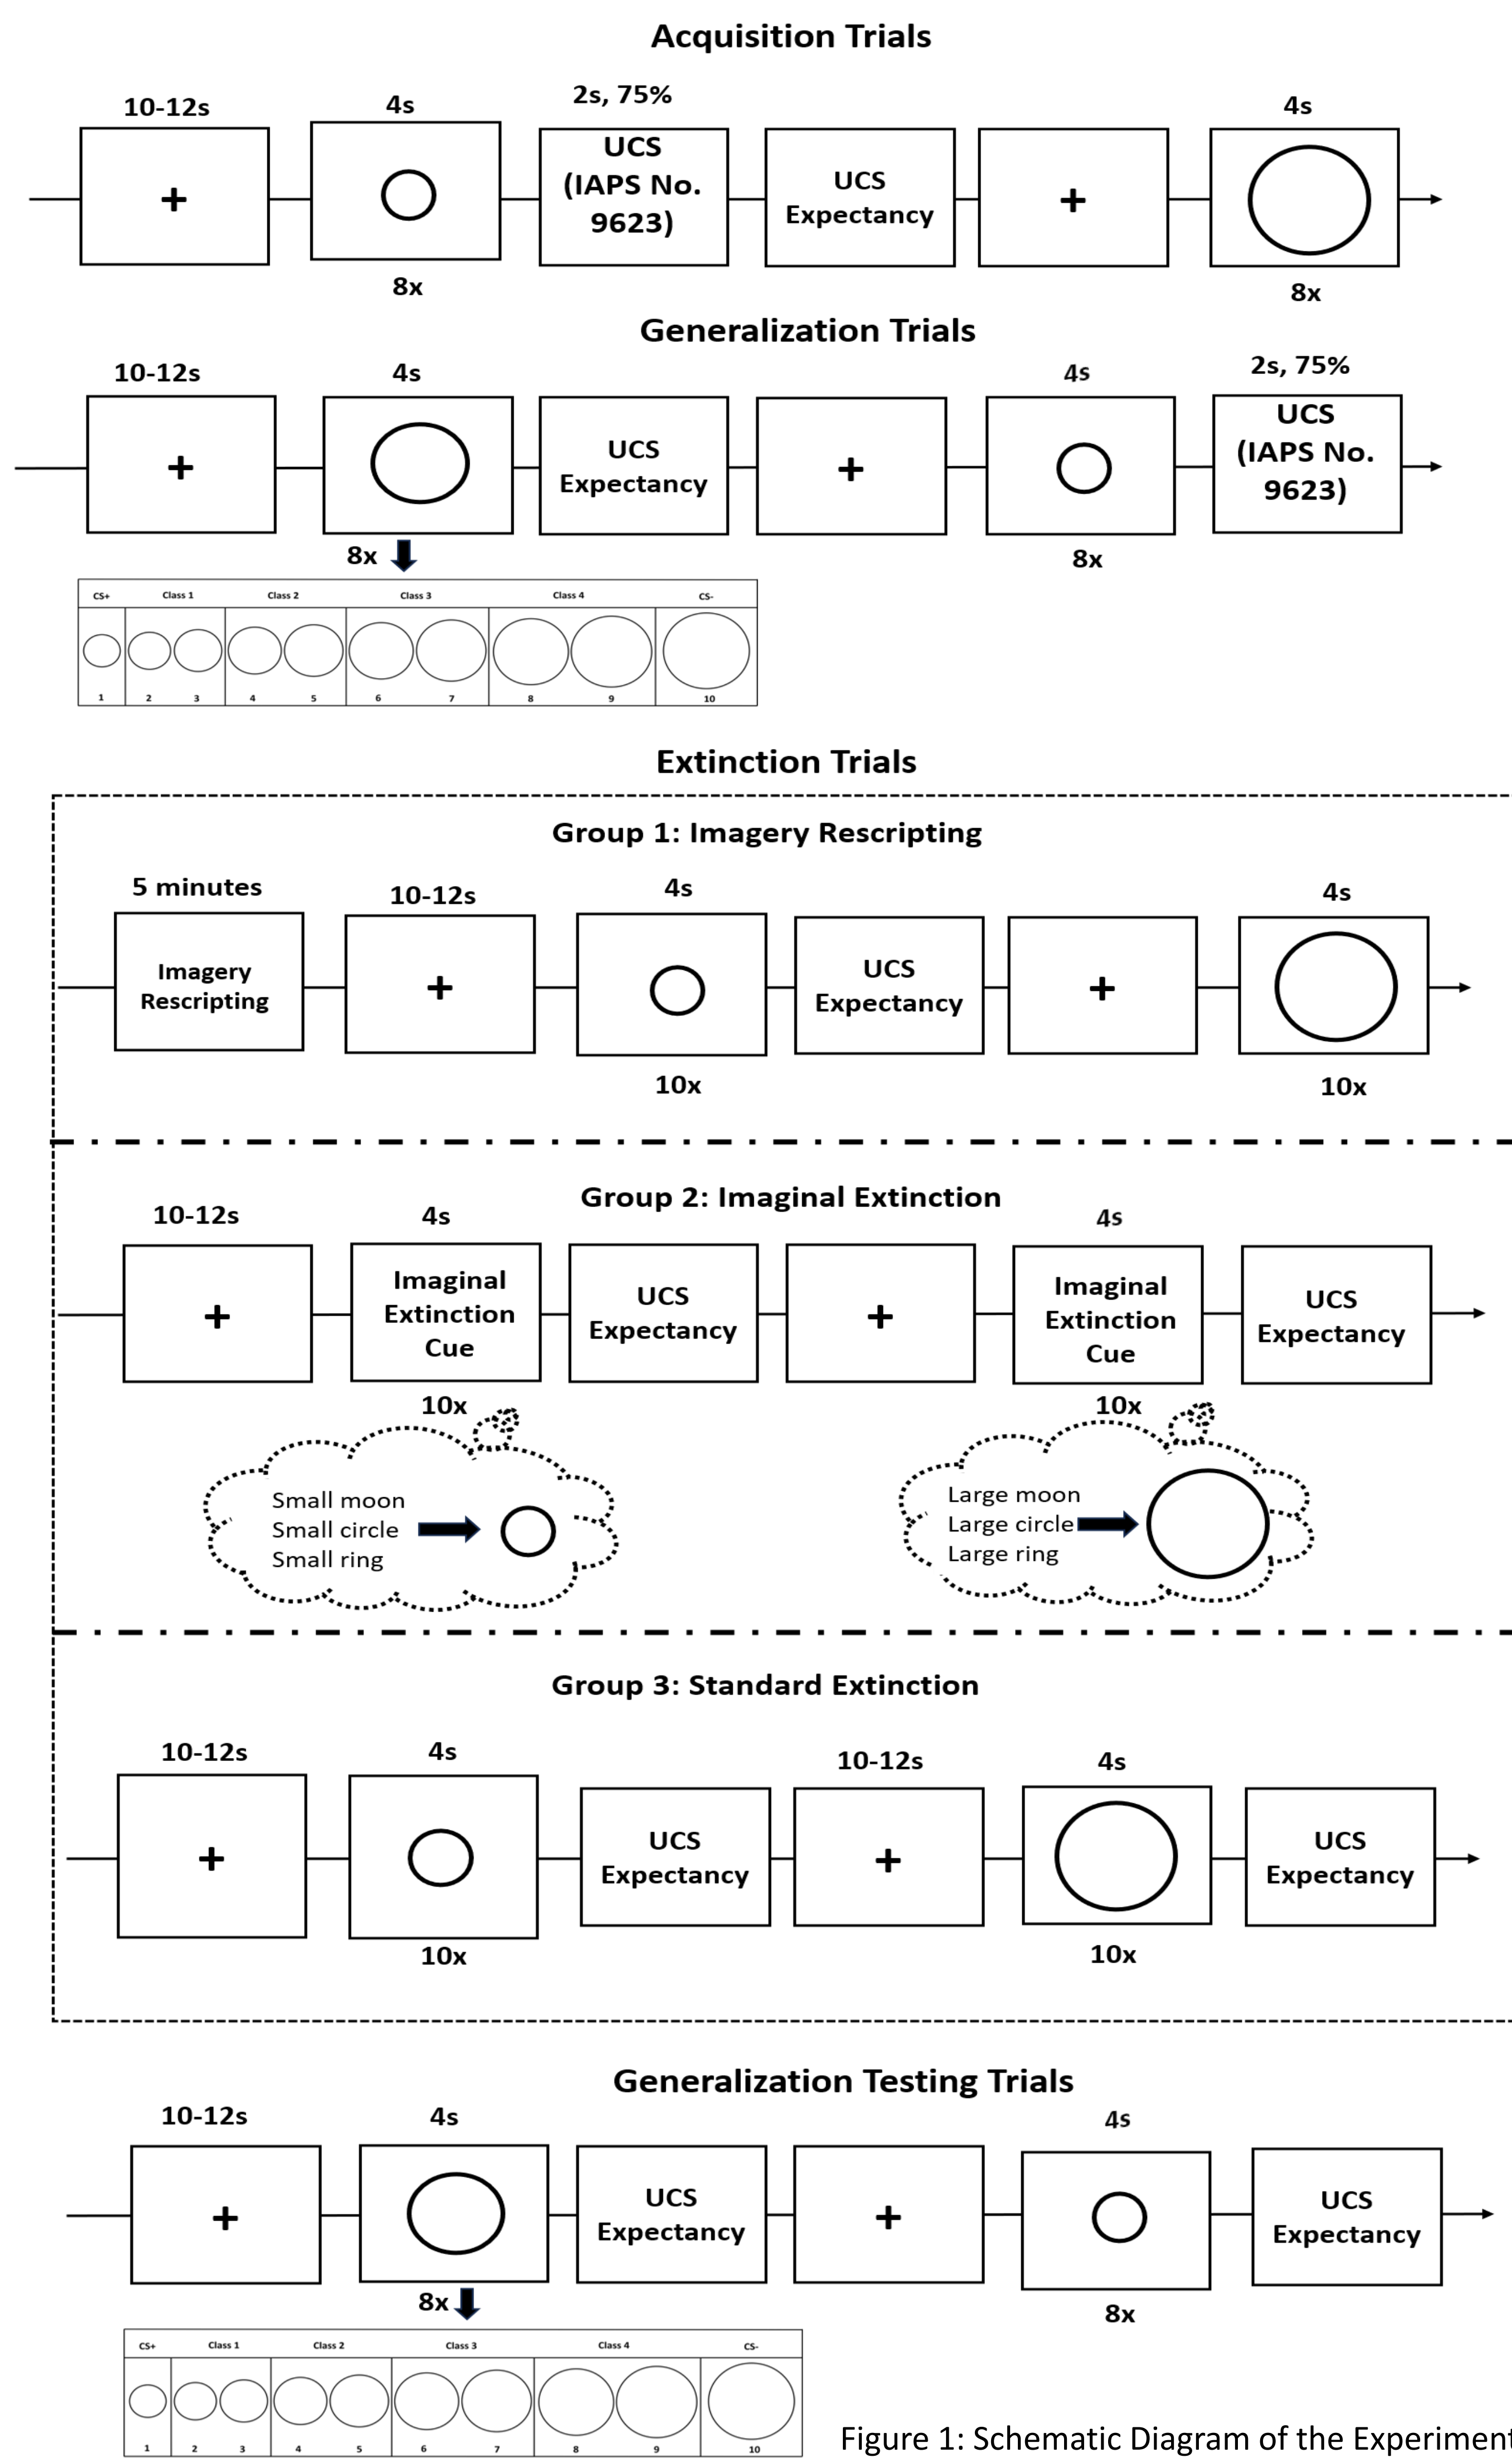 Acquisition Trials
10-12s
4s
2s, 75%
4s
+
UCS
(IAPS No.
9623)
UCS
Expectancy
+
8x
8x
Generalization Trials
10-12s
4s
4s
2s, 75%
+
UCS
Expectancy
+
UCS
(IAPS No.
9623)
8x
8x
CS+ Class 1 Class 2 Class 3 Class 4 CS-
1 2 3 4 5 6 7 8 9 10
Extinction Trials
Group 1: Imagery Rescripting
5 minutes
10-12s
4s
4s
Imagery
Rescripting
+
UCS
Expectancy
+
10x
10x
Group 2: Imaginal Extinction
10-12s
4s
4s
+
Imaginal
Extinction
Cue
UCS
Expectancy
+
Imaginal
Extinction
Cue
UCS
Expectancy
10x
10x
Small moon
Small circle
Small ring
Large moon
Large circle
Large ring
Group 3: Standard Extinction
10-12s
4s
10-12s
4s
+
UCS
Expectancy
+
UCS
Expectancy
10x
10x
Generalization Testing Trials
10-12s
4s
4s
+
UCS
Expectancy
+
UCS
Expectancy
8x
8x
CS+ Class 1 Class 2 Class 3 Class 4 CS-
1 2 3 4 5 6 7 8 9 10
Figure 1: Schematic Diagram of the Experiment